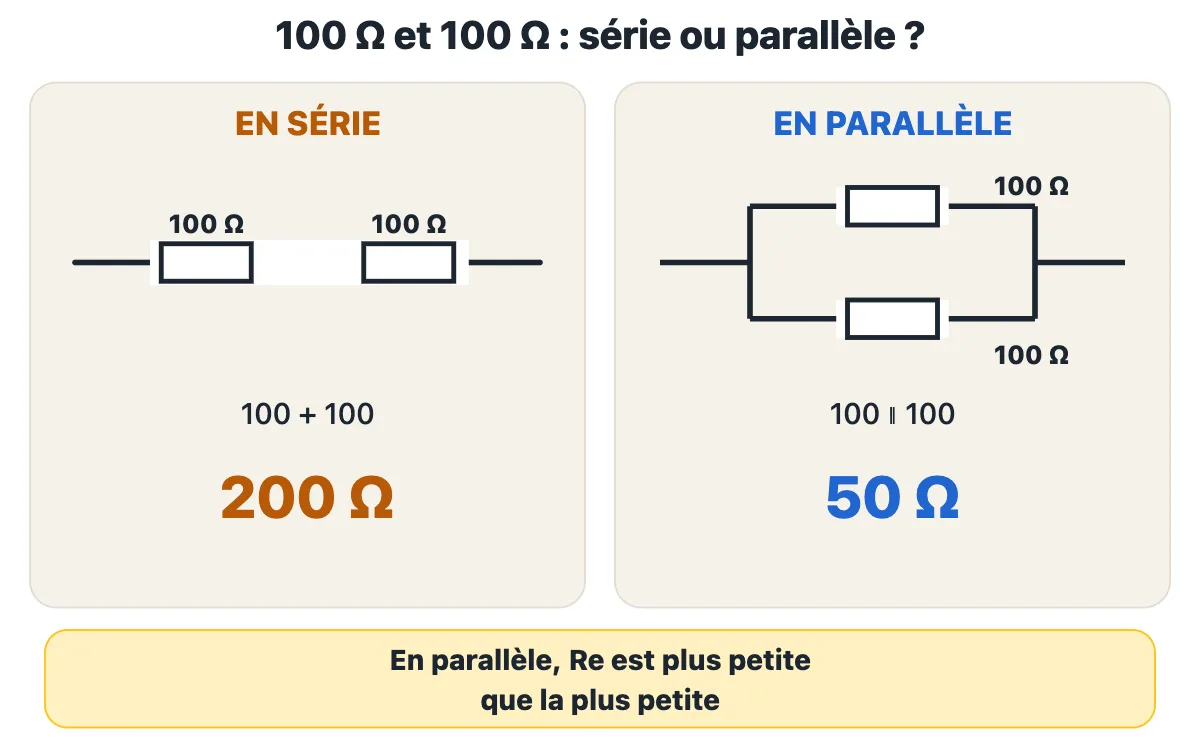 100 Ω et 100 Ω : série ou parallèle ?
EN SÉRIE
100 Ω 100 Ω
100 + 100
200 Ω
EN PARALLÈLE
100 Ω
100 Ω
100 ∥ 100
50 Ω
En parallèle, Re est plus petite
que la plus petite